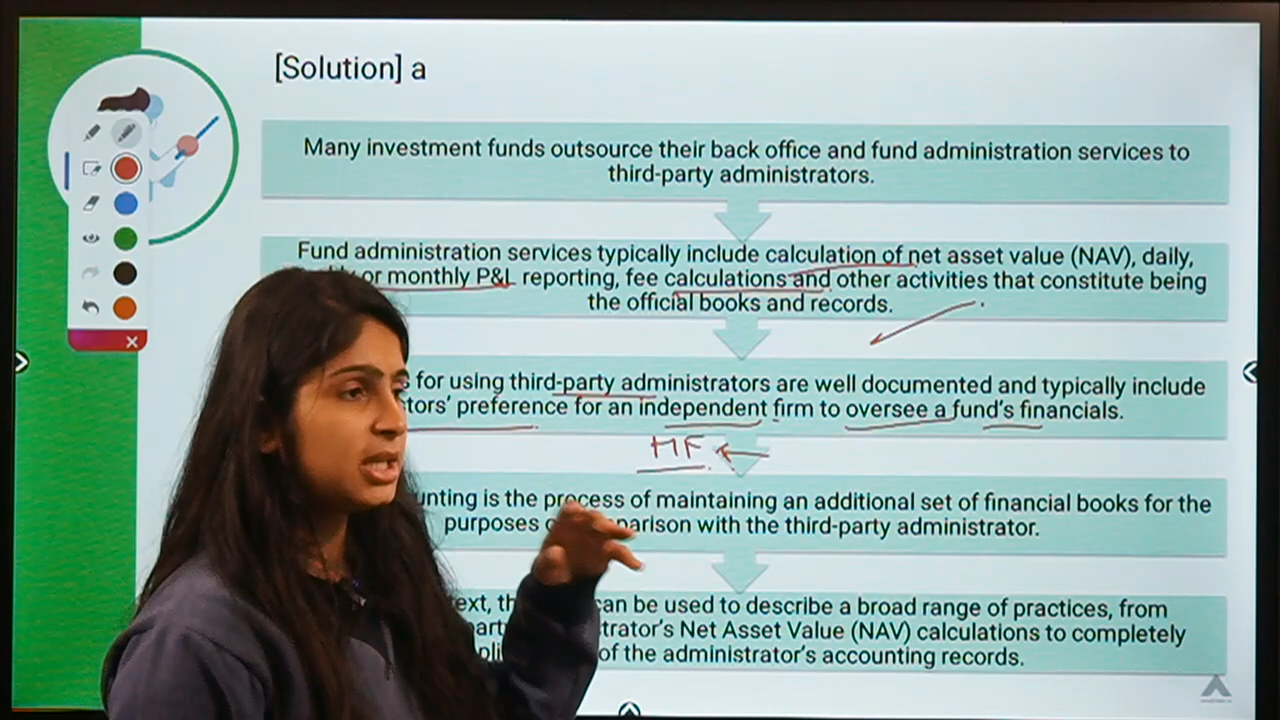 [Solution] a
Many investment funds outsource their back office and fund administration services to
third-party administrators.
Fund administration services typically include calculation of net asset value (NAV), daily,
or monthly P&L reporting, fee calculations and other activities that constitute being
the official books and records.
for using third-party administrators are well documented and typically include
preference for an independent firm to oversee a fund's financials.
MF
is the process of maintaining an additional set of financial books for the
purposes with the third-party administrator.
can be used to describe a broad range of practices, from
Net Asset Value (NAV) calculations to completely
of the administrator's accounting records.